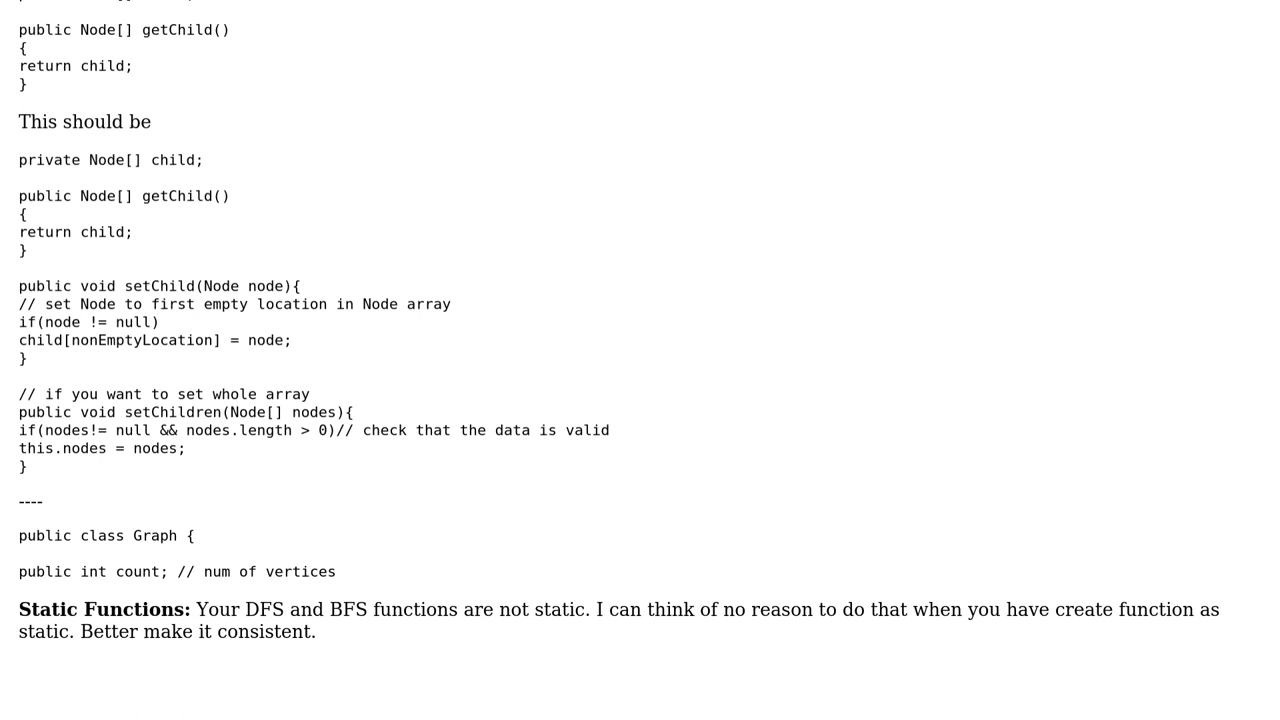 public Node[] getChild()
{
return child;
}
This should be
private Node[] child;
public Node[] getChild()
{
return child;
}
public void setChild(Node node){
// set Node to first empty location in Node array
if(node != null)
child[nonEmptyLocation] = node;
}
// if you want to set whole array
public void setChildren(Node[] nodes){
if(nodes!= null && nodes.length > 0)// check that the data is valid
this.nodes = nodes;
}
----
public class Graph {
public int count; // num of vertices
Static Functions: Your DFS and BFS functions are not static. I can think of no reason to do that when you have create function as
static. Better make it consistent.